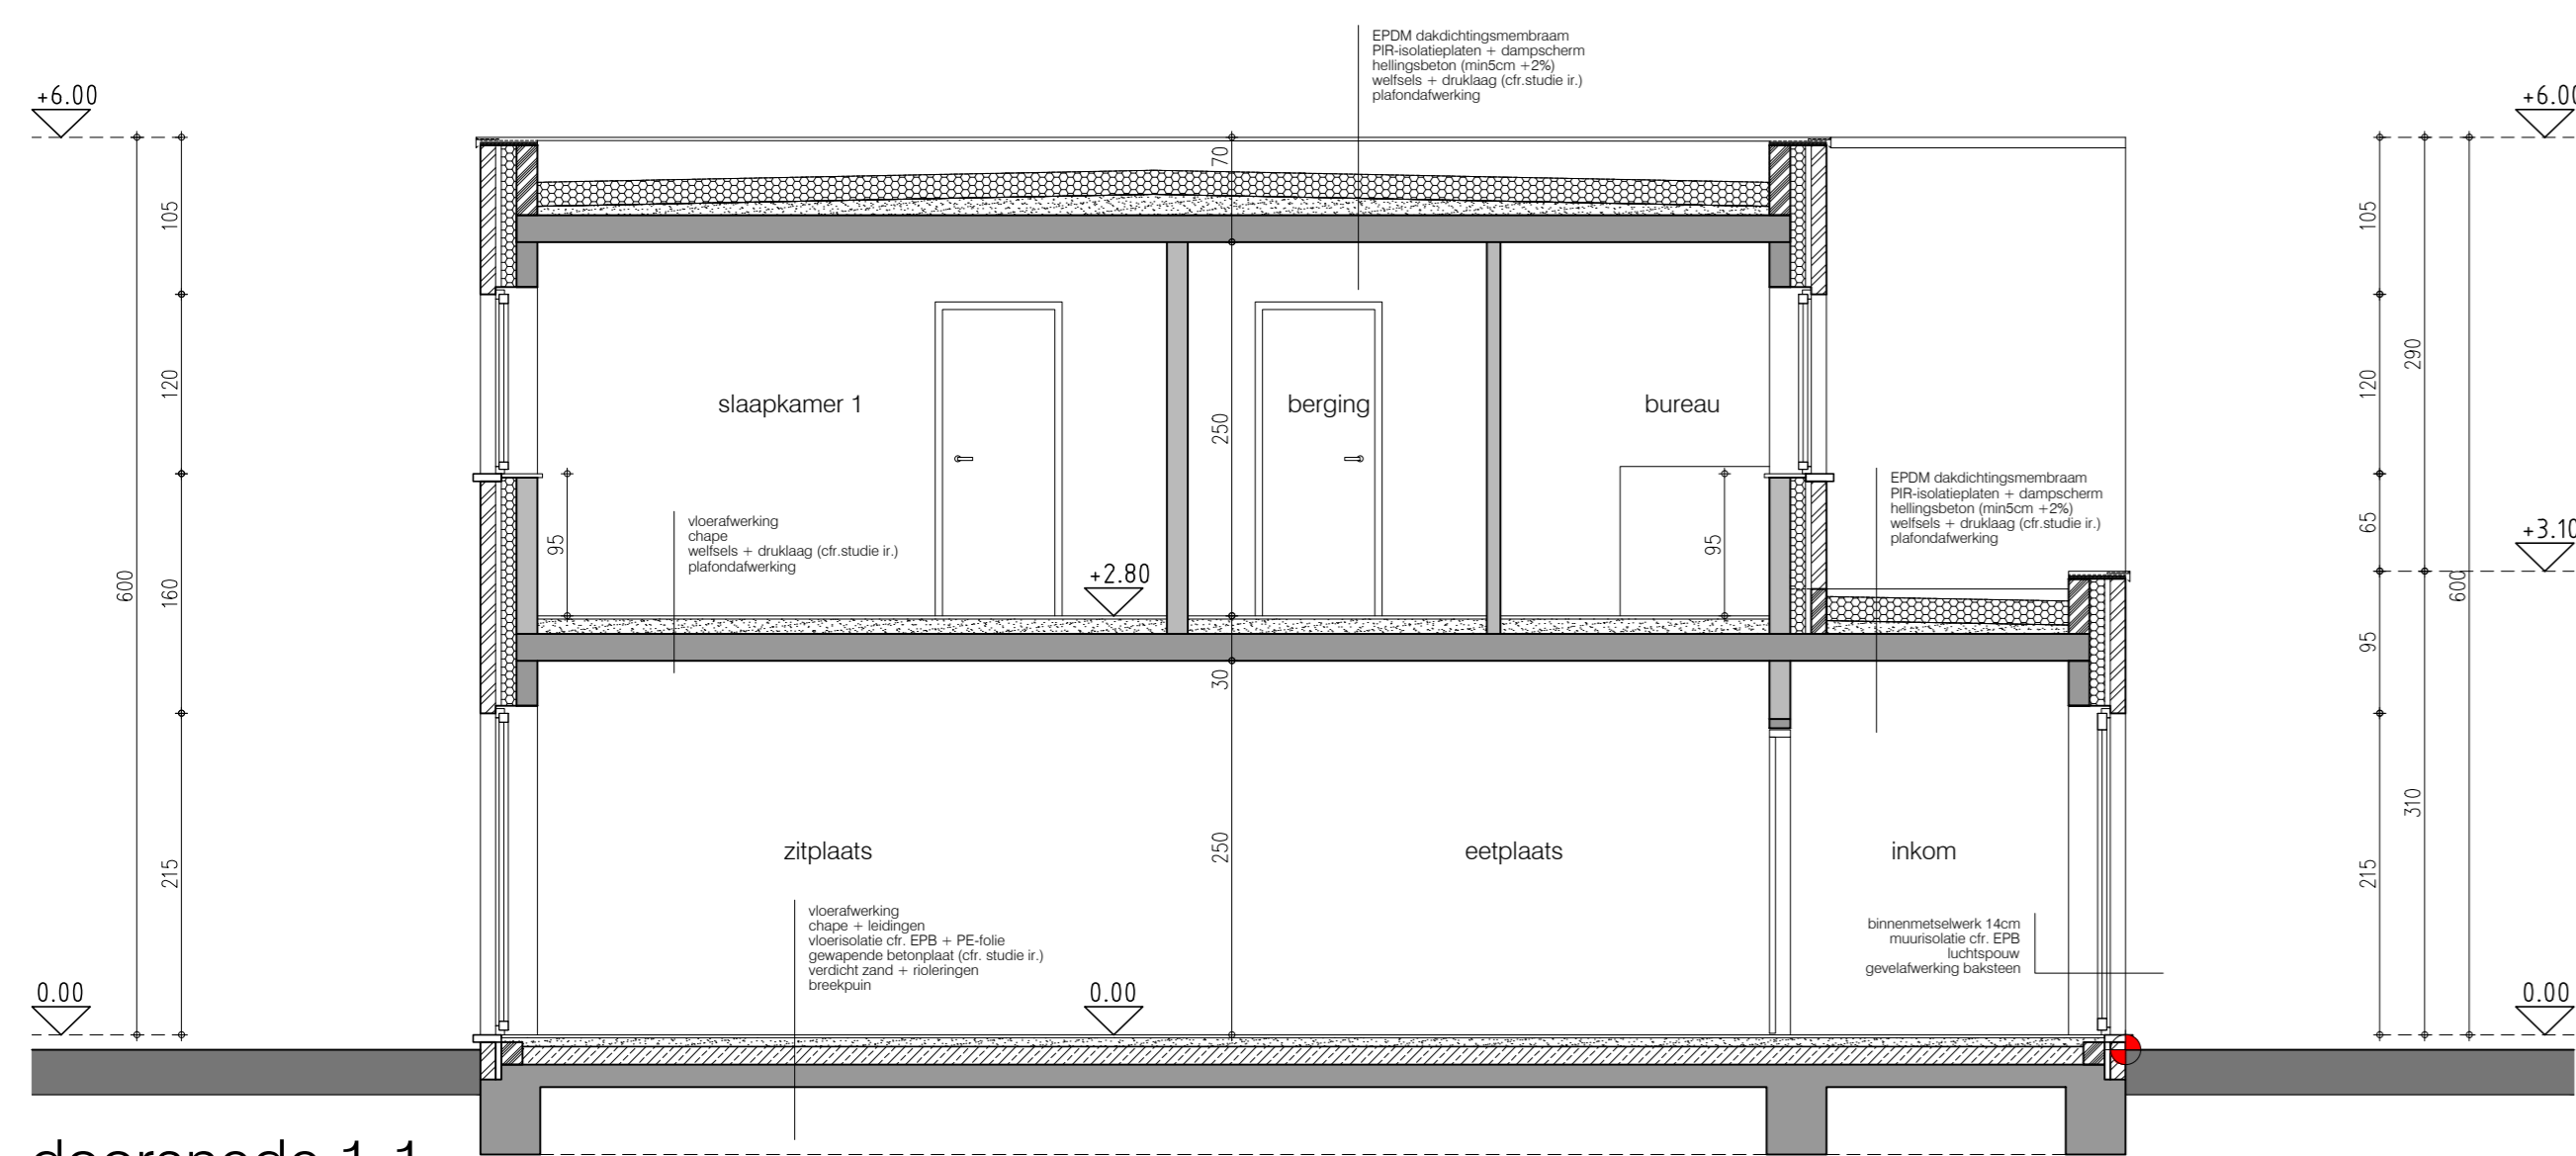 EPDM dakdichtingsmembraam
PIR-isolatieplaten + dampscherm
hellingsbeton (min5cm +2%)
welfsels + druklaag (cfr.studie ir.)
plafondafwerking
+6.00
+6.00
70
105
105
120
250
120
290
slaapkamer 1
berging
bureau
EPDM dakdichtingsmembraam
PIR-isolatieplaten + dampscherm
hellingsbeton (min5cm +2%)
welfsels + druklaag (cfr.studie ir.)
plafondafwerking
vloerafwerking
chape
welfsels + druklaag (cfr.studie ir.)
plafondafwerking
95
95
65
+3.10
+2.80
600
160
600
95
30
310
215
250
215
zitplaats
eetplaats
inkom
vloerafwerking
chape + leidingen
vloerisolatie cfr. EPB + PE-folie
gewapende betonplaat (cfr. studie ir.)
verdicht zand + rioleringen
breekpuin
binnenmetselwerk 14cm
muurisolatie cfr. EPB
luchtspouw
gevelafwerking baksteen
0.00
0.00
0.00
doorsnede 1-1